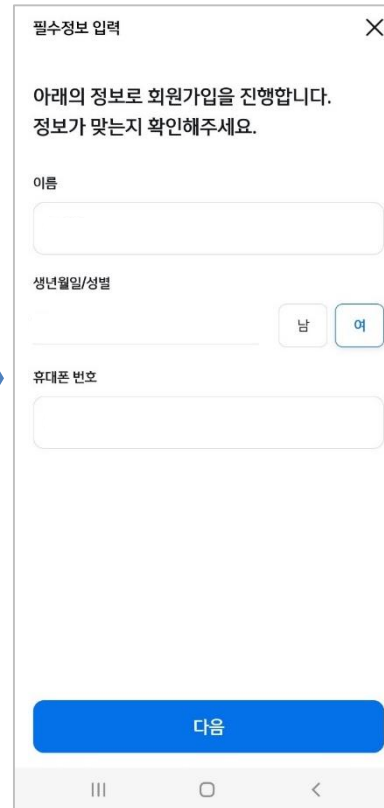 필수정보 입력
아래의 정보로 회원가입을 진행합니다.
정보가 맞는지 확인해주세요.
이름
생년월일/성별
남 여
휴대폰 번호
다음